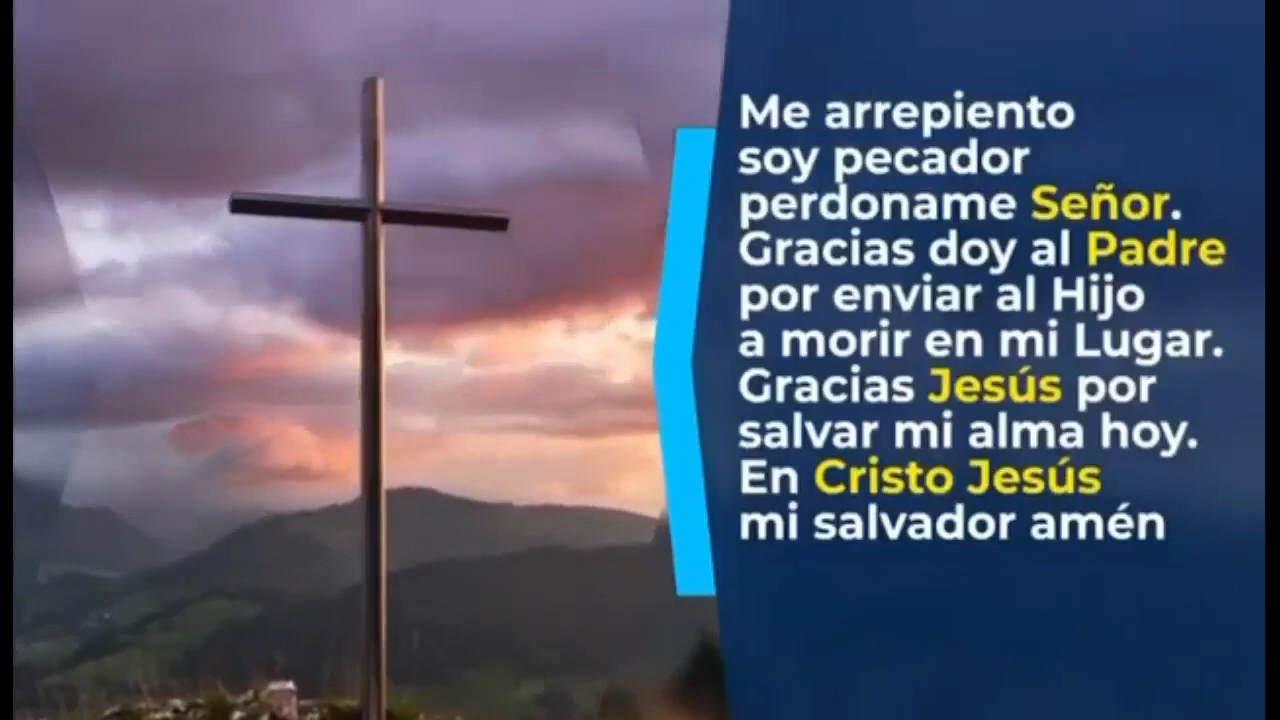 Me arrepiento
soy pecador
perdoname Señor.
Gracias doy al Padre
por enviar al Hijo
a morir en mi Lugar.
Gracias Jesús por
salvar mi alma hoy.
En Cristo Jesús
mi salvador amén